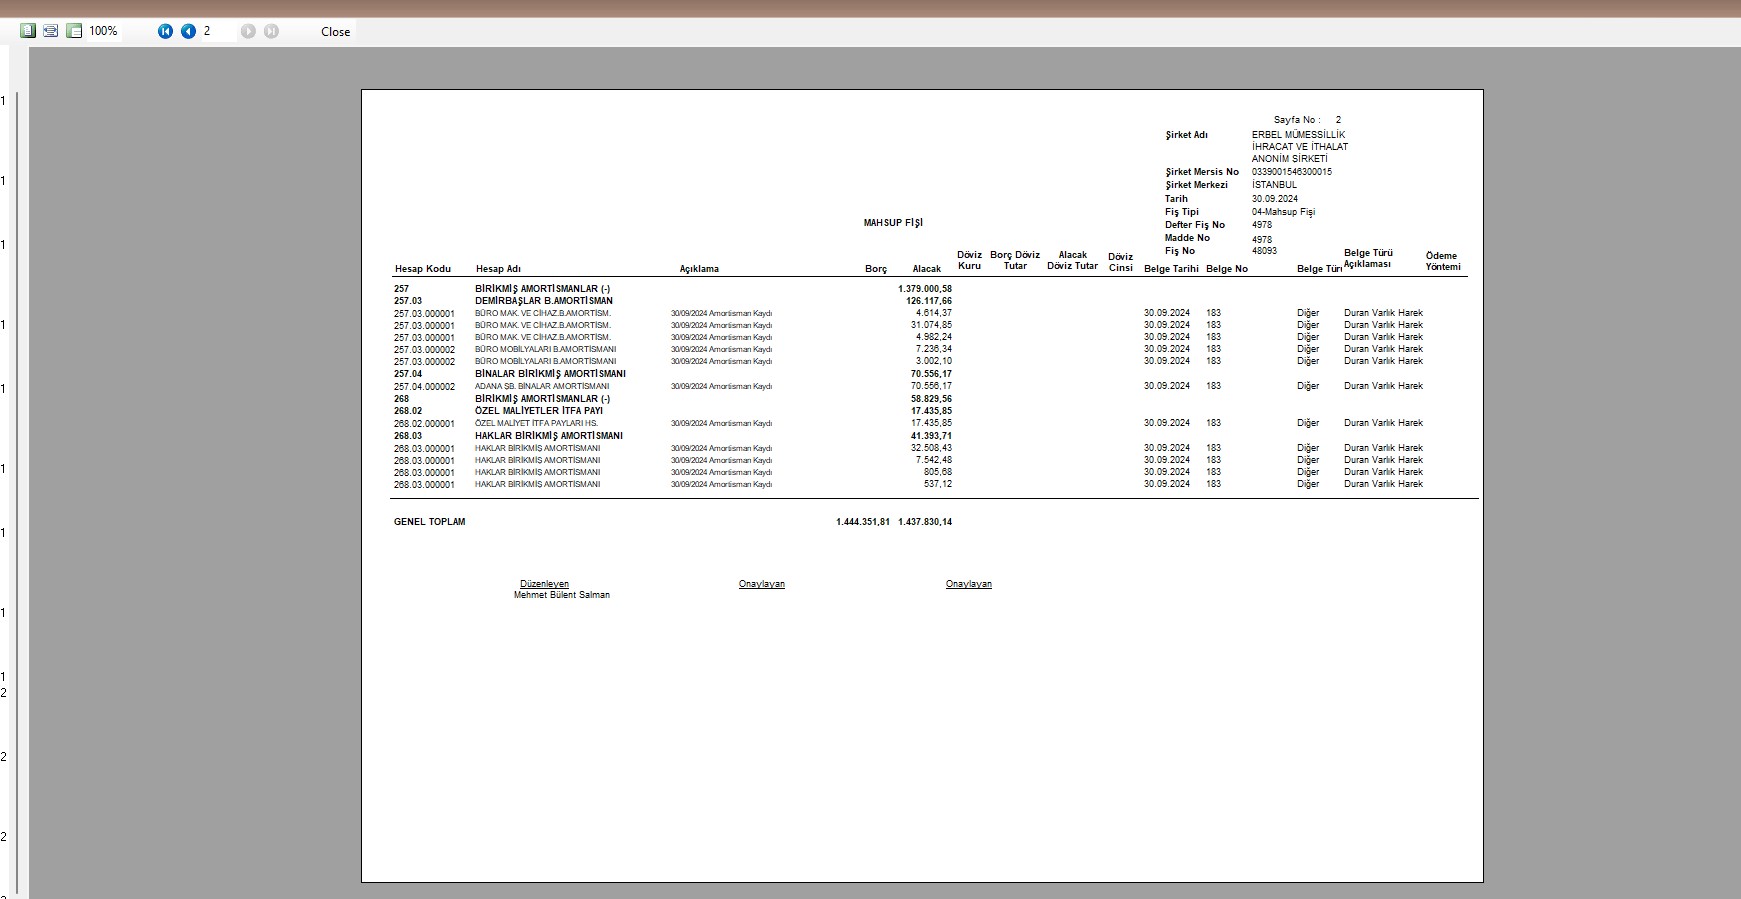 100% 2 Close
Sayfa No : 2
Şirket Adı ERBEL MÜMESSİLLİK
İHRACAT VE İTHALAT
ANONİM ŞİRKETİ
Şirket Mersis No 0339001546300015
Şirket Merkezi İSTANBUL
Tarih 30.09.2024
Fiş Tipi 04-Mahsup Fişi
MAHSUP FİŞİ
Defter Fiş No 4978
Madde No 4978
Fiş No 48093
Hesap Kodu Hesap Adı Açıklama Borç Alacak Döviz Kuru Borç Döviz Tutar Alacak Döviz Tutar Döviz Cinsi Belge Tarihi Belge No Belge Türü Belge Türü Açıklaması Ödeme Yöntemi
257 BİRİKMİŞ AMORTİSMANLAR (-) 1.379.000,58
257.03 DEMİRBAŞLAR B.AMORTİSMAN 126.117,66
257.03.000001 BÜRO MAK. VE CİHAZ.B.AMORTİSM. 30/09/2024 Amortisman Kaydı 4.614,37 30.09.2024 183 Diğer Duran Varlık Harek
257.03.000001 BÜRO MAK. VE CİHAZ.B.AMORTİSM. 30/09/2024 Amortisman Kaydı 31.074,85 30.09.2024 183 Diğer Duran Varlık Harek
257.03.000001 BÜRO MAK. VE CİHAZ.B.AMORTİSM. 30/09/2024 Amortisman Kaydı 4.982,24 30.09.2024 183 Diğer Duran Varlık Harek
257.03.000002 BÜRO MOBİLYALARI B.AMORTİSMANI 30/09/2024 Amortisman Kaydı 7.236,34 30.09.2024 183 Diğer Duran Varlık Harek
257.03.000002 BÜRO MOBİLYALARI B.AMORTİSMANI 30/09/2024 Amortisman Kaydı 3.002,10 30.09.2024 183 Diğer Duran Varlık Harek
257.04 BİNALAR BİRİKMİŞ AMORTİSMANI 70.556,17
257.04.000002 ADANA ŞB. BİNALAR AMORTİSMANI 30/09/2024 Amortisman Kaydı 70.556,17 30.09.2024 183 Diğer Duran Varlık Harek
268 BİRİKMİŞ AMORTİSMANLAR (-) 58.829,56
268.02 ÖZEL MALİYETLER İTFA PAYI 17.435,85
268.02.000001 ÖZEL MALİYET İTFA PAYLARI HS. 30/09/2024 Amortisman Kaydı 17.435,85 30.09.2024 183 Diğer Duran Varlık Harek
268.03 HAKLAR BİRİKMİŞ AMORTİSMANI 41.393,71
268.03.000001 HAKLAR BİRİKMİŞ AMORTİSMANI 30/09/2024 Amortisman Kaydı 32.508,43 30.09.2024 183 Diğer Duran Varlık Harek
268.03.000001 HAKLAR BİRİKMİŞ AMORTİSMANI 30/09/2024 Amortisman Kaydı 7.542,48 30.09.2024 183 Diğer Duran Varlık Harek
268.03.000001 HAKLAR BİRİKMİŞ AMORTİSMANI 30/09/2024 Amortisman Kaydı 805,68 30.09.2024 183 Diğer Duran Varlık Harek
268.03.000001 HAKLAR BİRİKMİŞ AMORTİSMANI 30/09/2024 Amortisman Kaydı 537,12 30.09.2024 183 Diğer Duran Varlık Harek
GENEL TOPLAM 1.444.351,81 1.437.830,14
Düzenleyen Onaylayan Onaylayan
Mehmet Bülent Salman